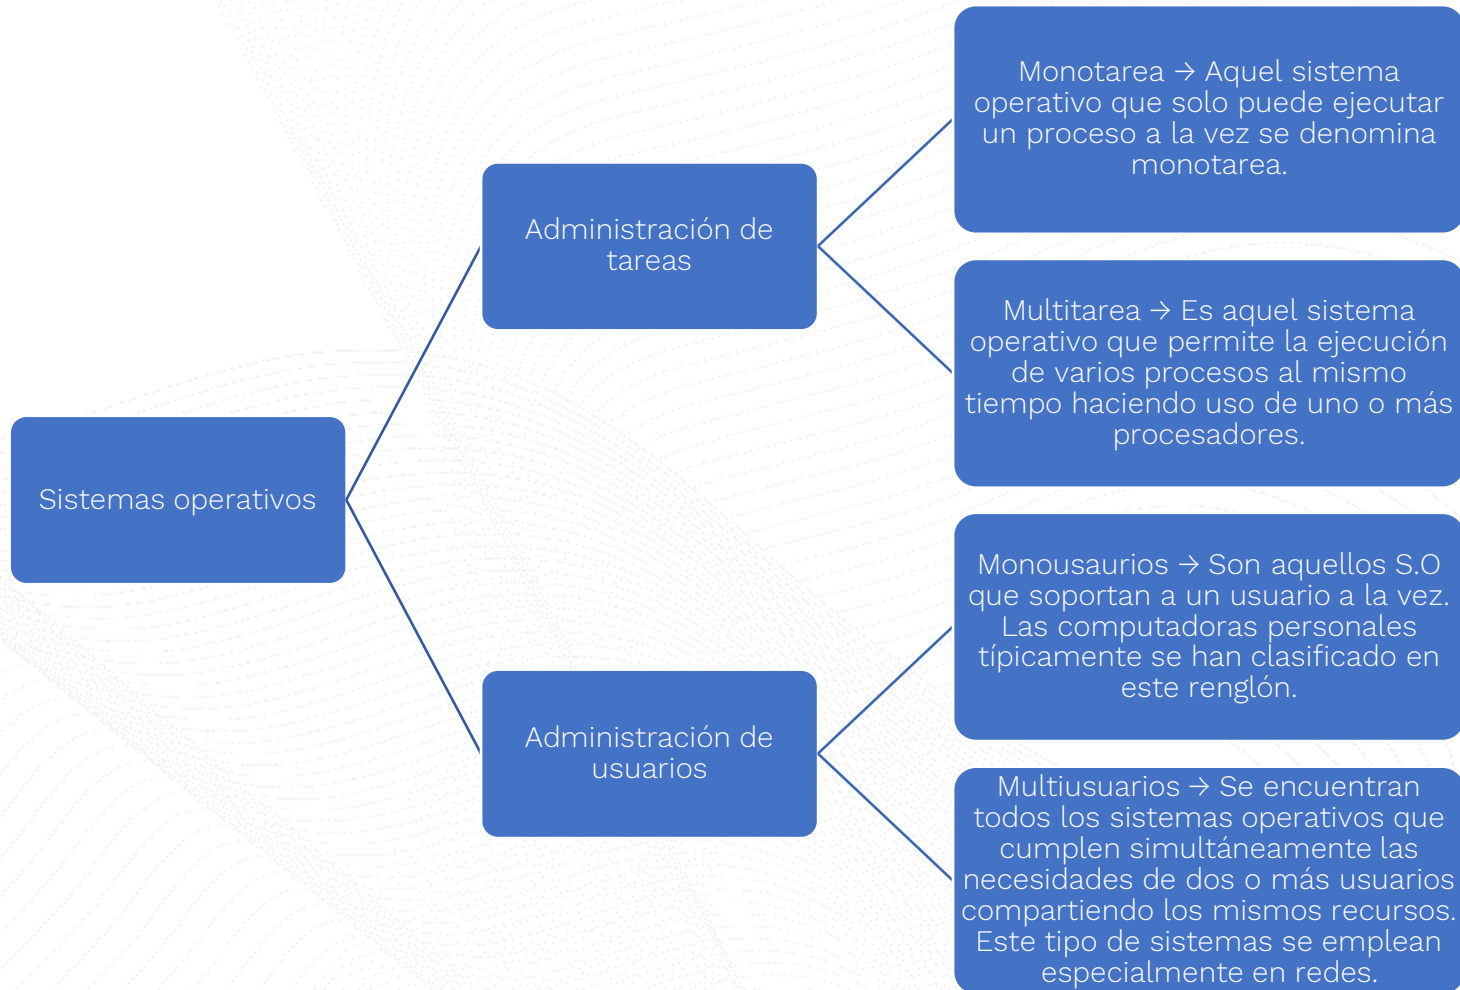 Sistemas operativos
Administración de
tareas
Monotarea → Aquel sistema
operativo que solo puede ejecutar
un proceso a la vez se denomina
monotarea.
Multitarea → Es aquel sistema
operativo que permite la ejecución
de varios procesos al mismo
tiempo haciendo uso de uno o más
procesadores.
Administración de
usuarios
Monousaurios → Son aquellos S.O
que soportan a un usuario a la vez.
Las computadoras personales
típicamente se han clasificado en
este renglón.
Multiusuarios → Se encuentran
todos los sistemas operativos que
cumplen simultáneamente las
necesidades de dos o más usuarios
compartiendo los mismos recursos.
Este tipo de sistemas se emplean
especialmente en redes.